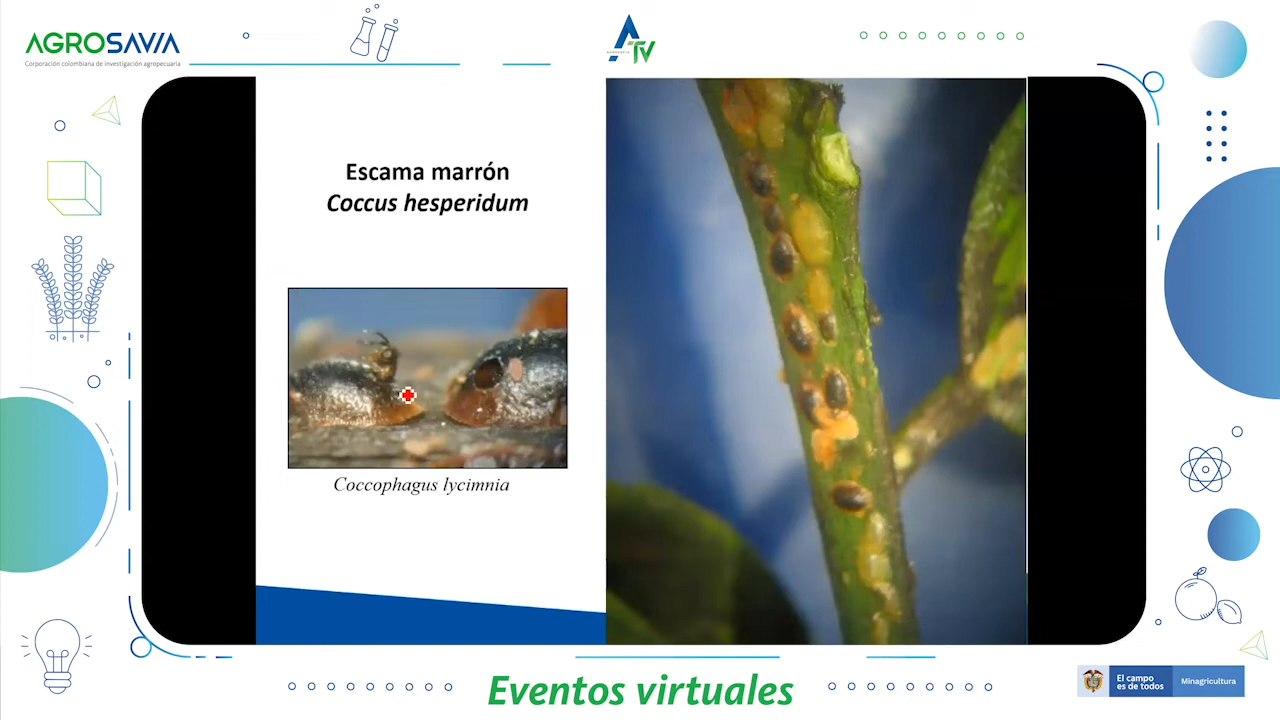 AGROSAVIA
Corporación colombiana de investigación agropecuaria
ATV
Escama marrón
Coccus hesperidum
Coccophagus lycimnia
Eventos virtuales
El campo
es de todos
Minagricultura